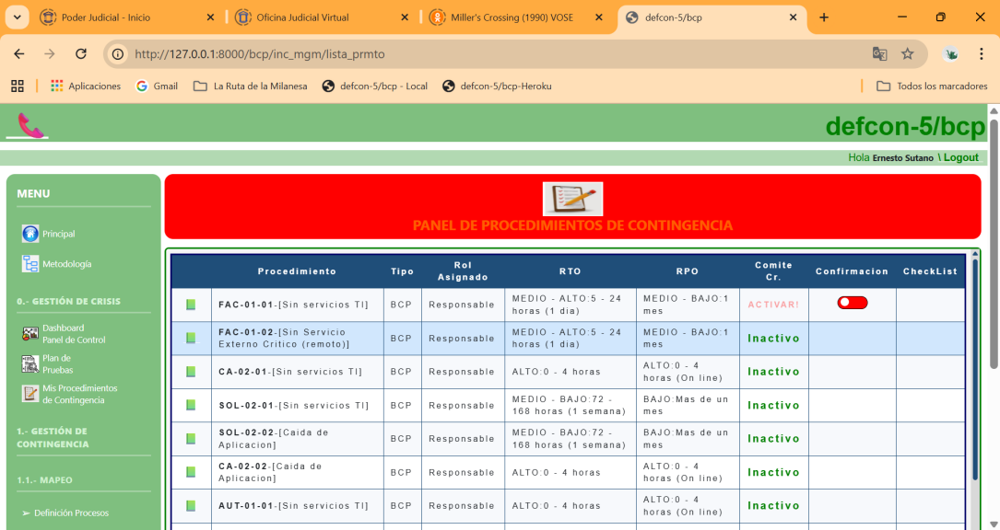 Poder Judicial - Inicio
Oficina Judicial Virtual
Miller's Crossing (1990) VOSE
defcon-5/bcp
http://127.0.0.1:8000/bcp/inc_mgm/lista_prmto
Aplicaciones
Gmail
La Ruta de la Milanesa
defcon-5/bcp - Local
defcon-5/bcp-Heroku
Todos los marcadores
defcon-5/bcp
Hola Ernesto Sutano \ Logout
MENU
Principal
Metodología
0.- GESTIÓN DE CRISIS
Dashboard
Panel de Control
Plan de
Pruebas
Mis Procedimientos
de Contingencia
1.- GESTIÓN DE
CONTINGENCIA
1.1.- MAPEO
➢ Definición Procesos
PANEL DE PROCEDIMIENTOS DE CONTINGENCIA
Procedimiento Tipo Rol Asignado RTO RPO Comite Cr. Confirmacion CheckList
FAC-01-01-[Sin servicios TI] BCP Responsable MEDIO - ALTO:5 - 24 horas (1 dia) MEDIO - BAJO:1 mes ACTIVAR!
FAC-01-02-[Sin Servicio Externo Critico (remoto)] BCP Responsable MEDIO - ALTO:5 - 24 horas (1 dia) MEDIO - BAJO:1 mes Inactivo
CA-02-01-[Sin servicios TI] BCP Responsable ALTO:0 - 4 horas ALTO:0 - 4 horas (On line) Inactivo
SOL-02-01-[Sin servicios TI] BCP Responsable MEDIO - BAJO:72 - 168 horas (1 semana) BAJO:Mas de un mes Inactivo
SOL-02-02-[Caida de Aplicacion] BCP Responsable MEDIO - BAJO:72 - 168 horas (1 semana) BAJO:Mas de un mes Inactivo
CA-02-02-[Caida de Aplicacion] BCP Responsable ALTO:0 - 4 horas ALTO:0 - 4 horas (On line) Inactivo
AUT-01-01-[Sin servicios TI] BCP Responsable ALTO:0 - 4 horas ALTO:0 - 4 horas (On line) Inactivo